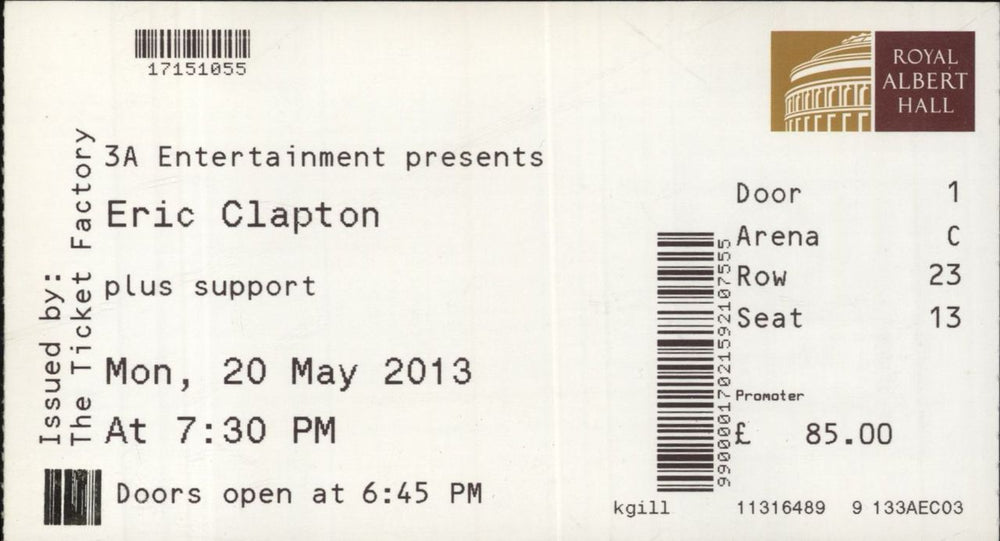 17151055
ROYAL
ALBERT
HALL
Issued by:
The Ticket Factory
3A Entertainment presents
Eric Clapton
plus support
Mon, 20 May 2013
At 7:30 PM
Doors open at 6:45 PM
9900001702159210755
Door 1
Arena C
Row 23
Seat 13
Promoter
£ 85.00
kgill 11316489 9 133AEC03